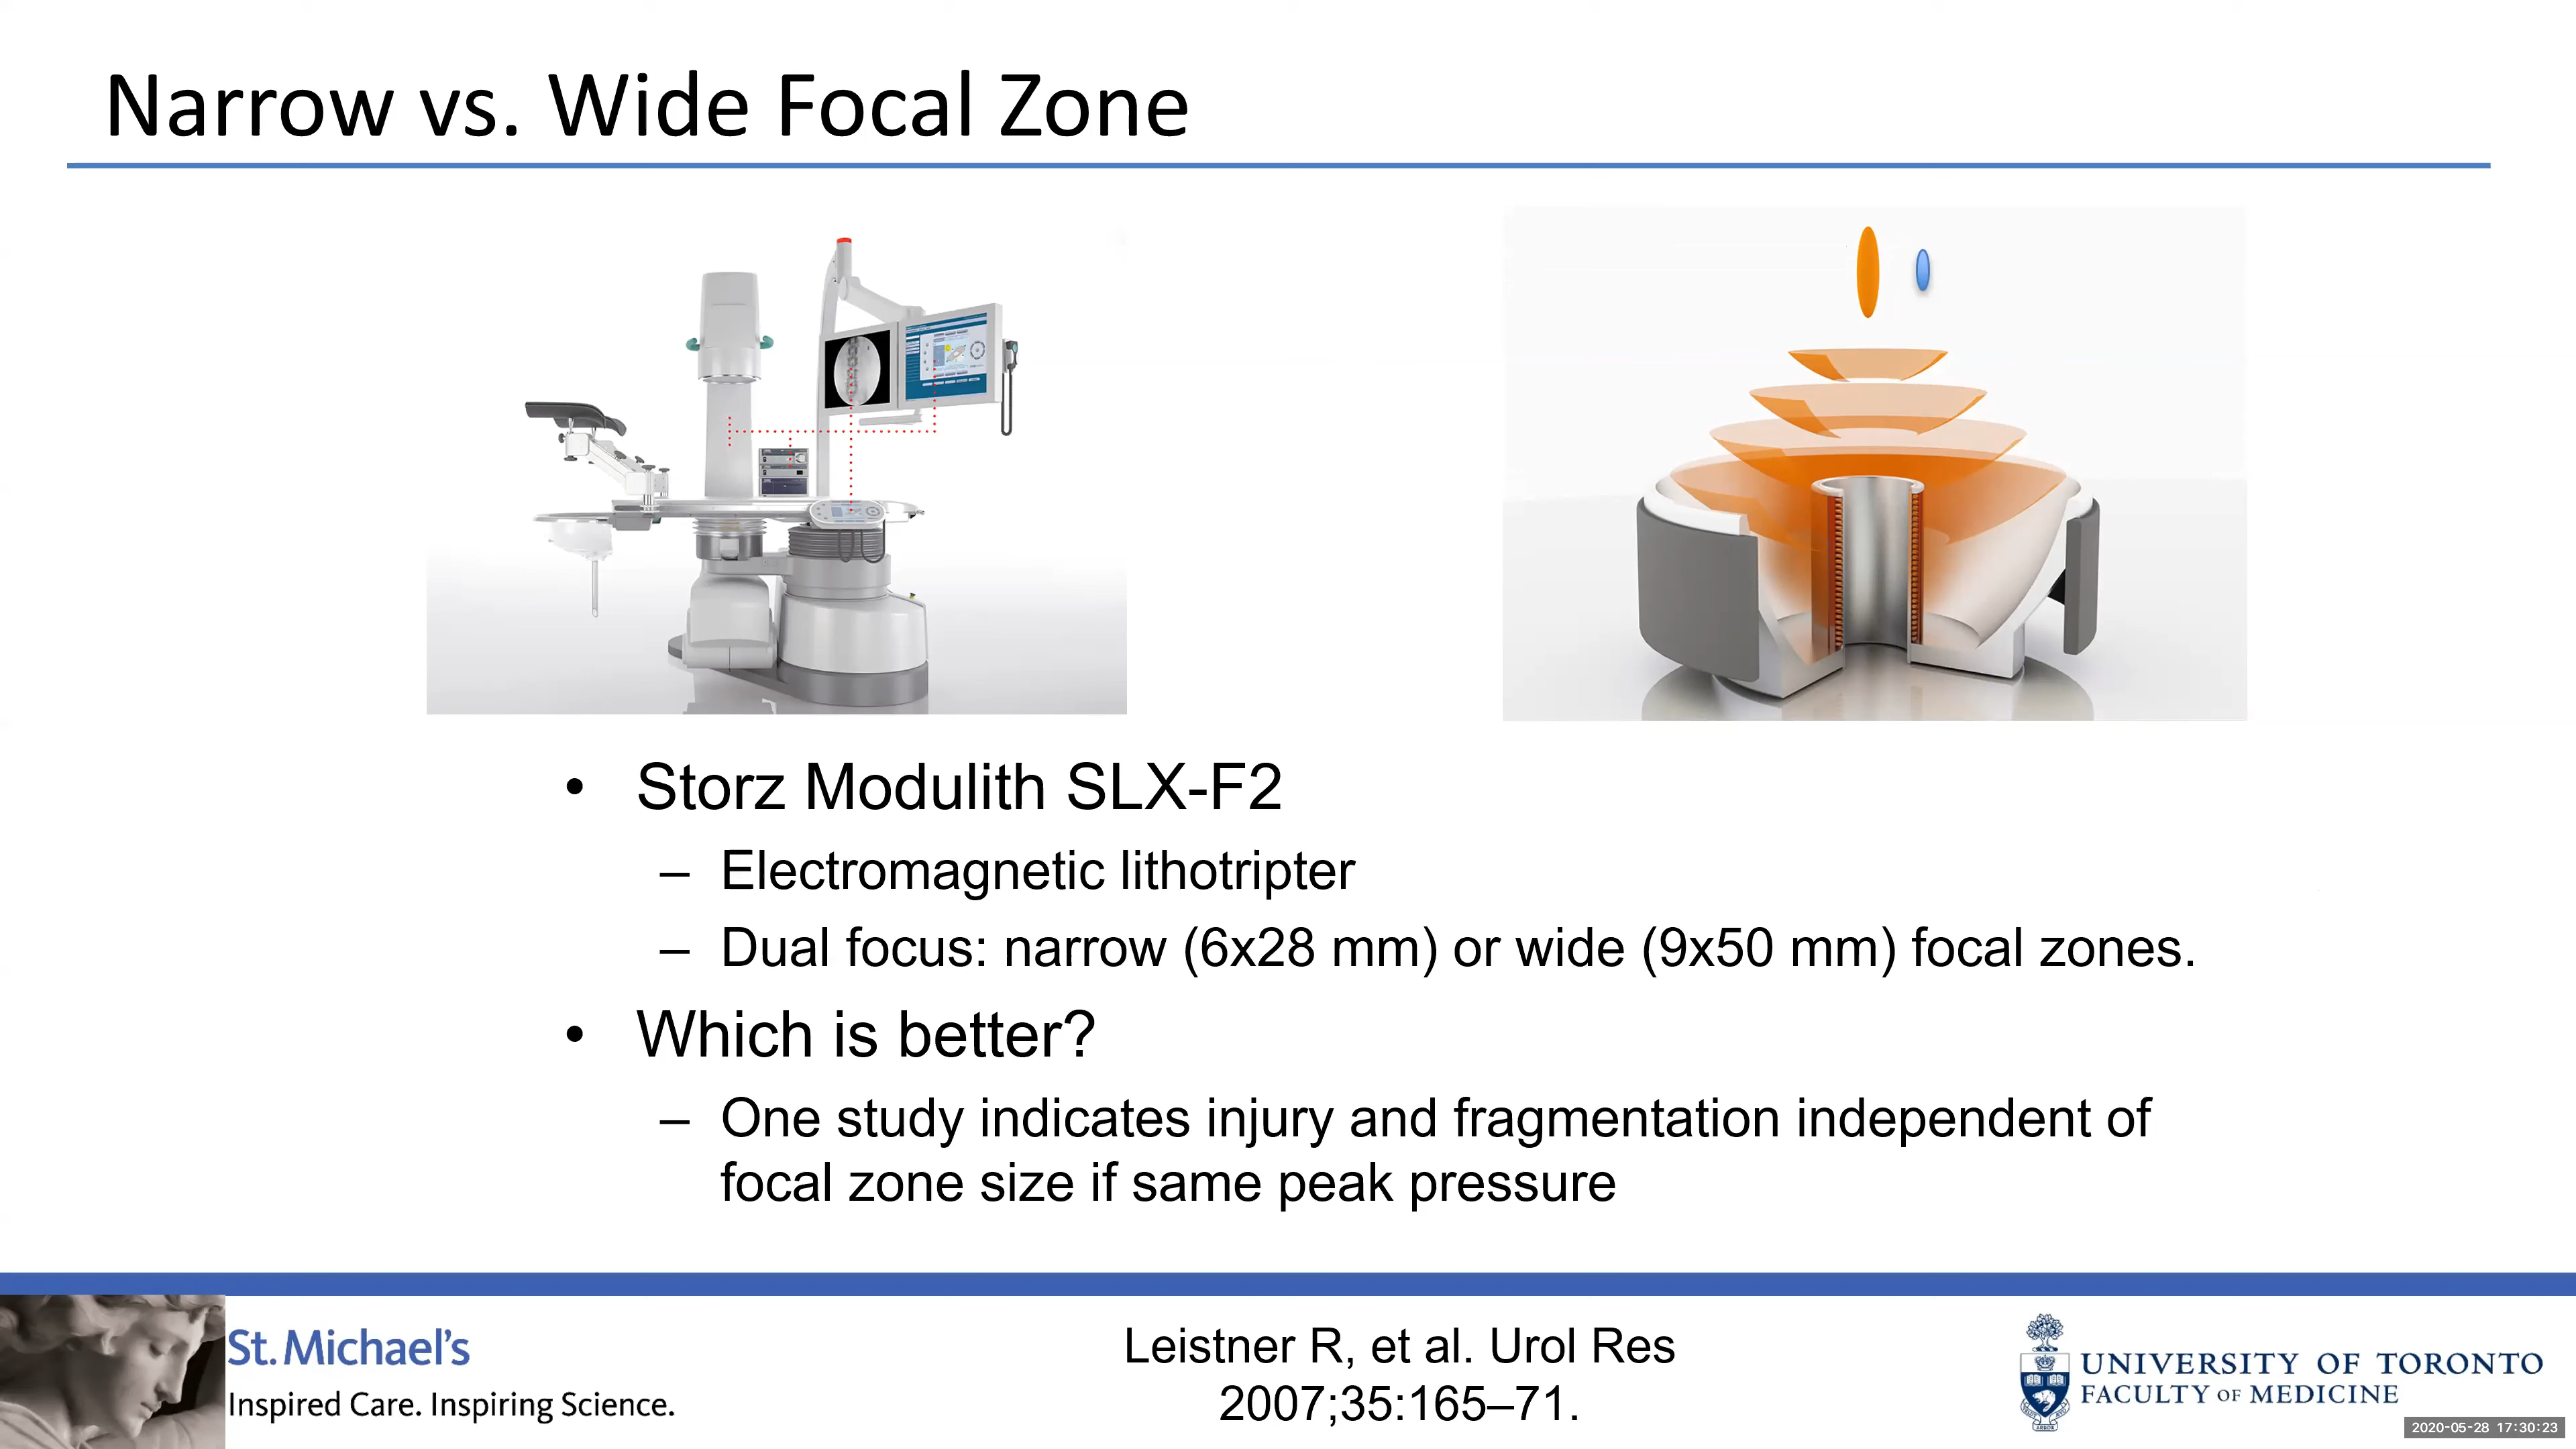 Narrow vs. Wide Focal Zone
• Storz Modulith SLX-F2
– Electromagnetic lithotripter
– Dual focus: narrow (6x28 mm) or wide (9x50 mm) focal zones.
• Which is better?
– One study indicates injury and fragmentation independent of
focal zone size if same peak pressure
St. Michael's
Inspired Care. Inspiring Science.
Leistner R, et al. Urol Res
2007;35:165–71.
UNIVERSITY OF TORONTO
FACULTY OF MEDICINE
2020-05-28 17:30:23